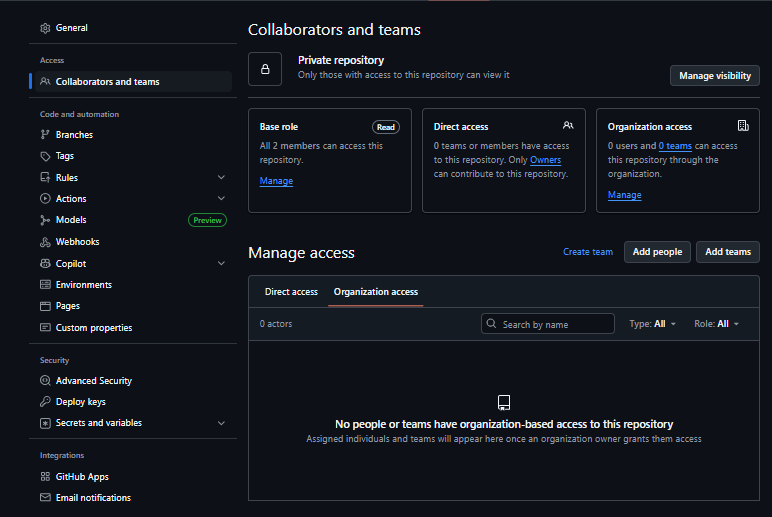 General
Access
Collaborators and teams
Code and automation
Branches
Tags
Rules
Actions
Models Preview
Webhooks
Copilot
Environments
Pages
Custom properties
Security
Advanced Security
Deploy keys
Secrets and variables
Integrations
GitHub Apps
Email notifications
Collaborators and teams
Private repository
Only those with access to this repository can view it
Manage visibility
Base role Read
All 2 members can access this
repository.
Manage
Direct access
0 teams or members have access
to this repository. Only Owners
can contribute to this repository.
Organization access
0 users and 0 teams can access
this repository through the
organization.
Manage
Manage access
Create team
Add people
Add teams
Direct access Organization access
0 actors
Search by name
Type: All
Role: All
No people or teams have organization-based access to this repository
Assigned individuals and teams will appear here once an organization owner grants them access